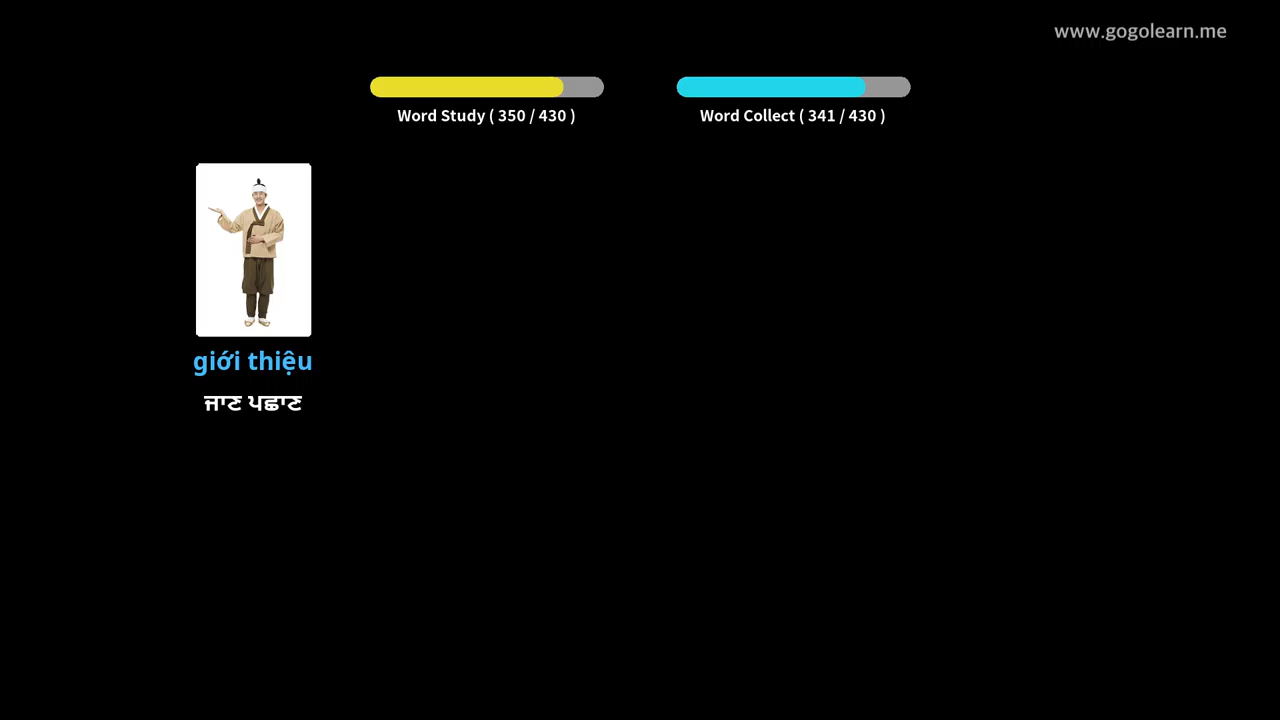 www.gogolearn.me
Word Study ( 350 / 430 )
Word Collect ( 341 / 430 )
giới thiệu
ਜਾਣ ਪਛਾਣ